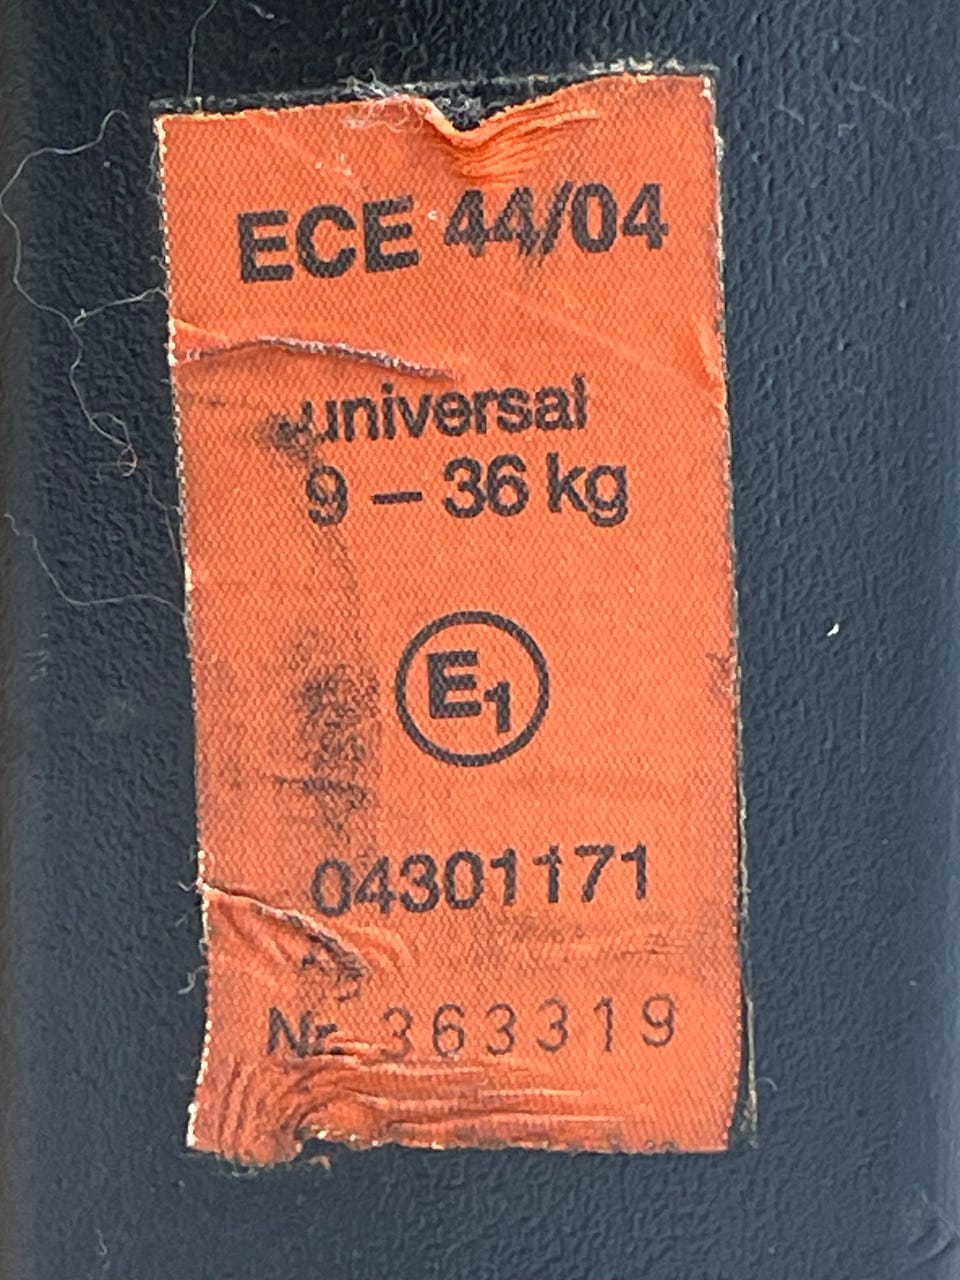 ECE 44/04
universal
9 – 36 kg
E1
04301171
Nr. 363319